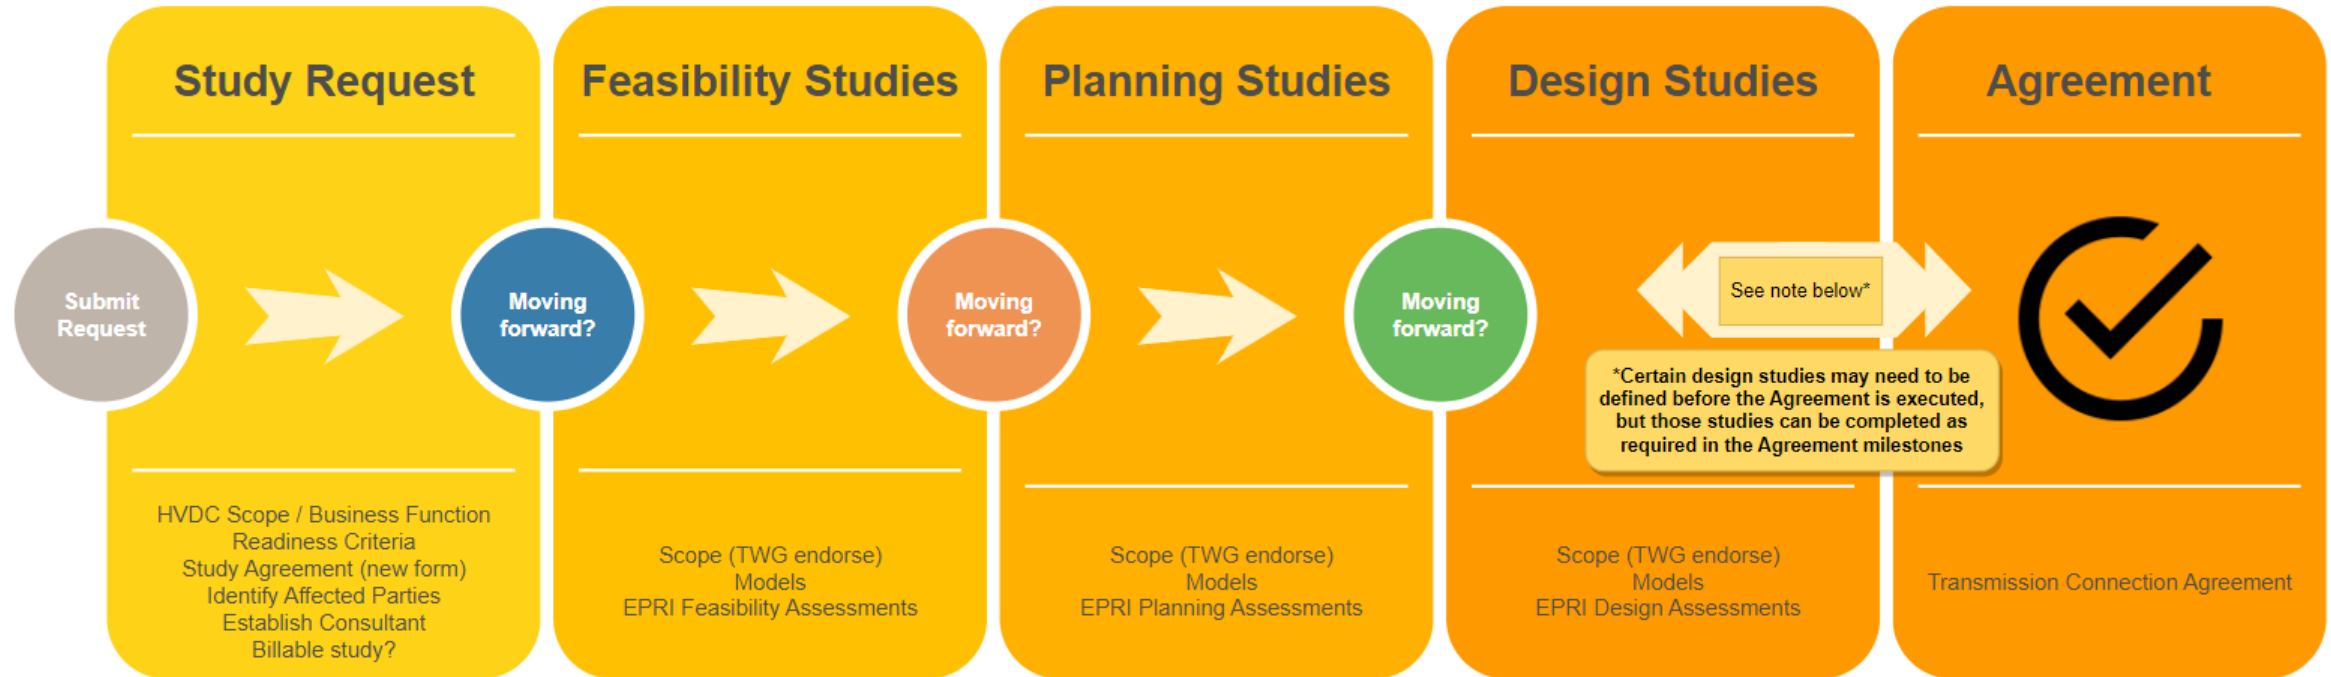 Study Request
Feasibility Studies
Planning Studies
Design Studies
Agreement
Submit
Request
Moving
forward?
Moving
forward?
Moving
forward?
See note below*
*Certain design studies may need to be
defined before the Agreement is executed,
but those studies can be completed as
required in the Agreement milestones
HVDC Scope / Business Function
Readiness Criteria
Study Agreement (new form)
Identify Affected Parties
Establish Consultant
Billable study?
Scope (TWG endorse)
Models
EPRI Feasibility Assessments
Scope (TWG endorse)
Models
EPRI Planning Assessments
Scope (TWG endorse)
Models
EPRI Design Assessments
Transmission Connection Agreement